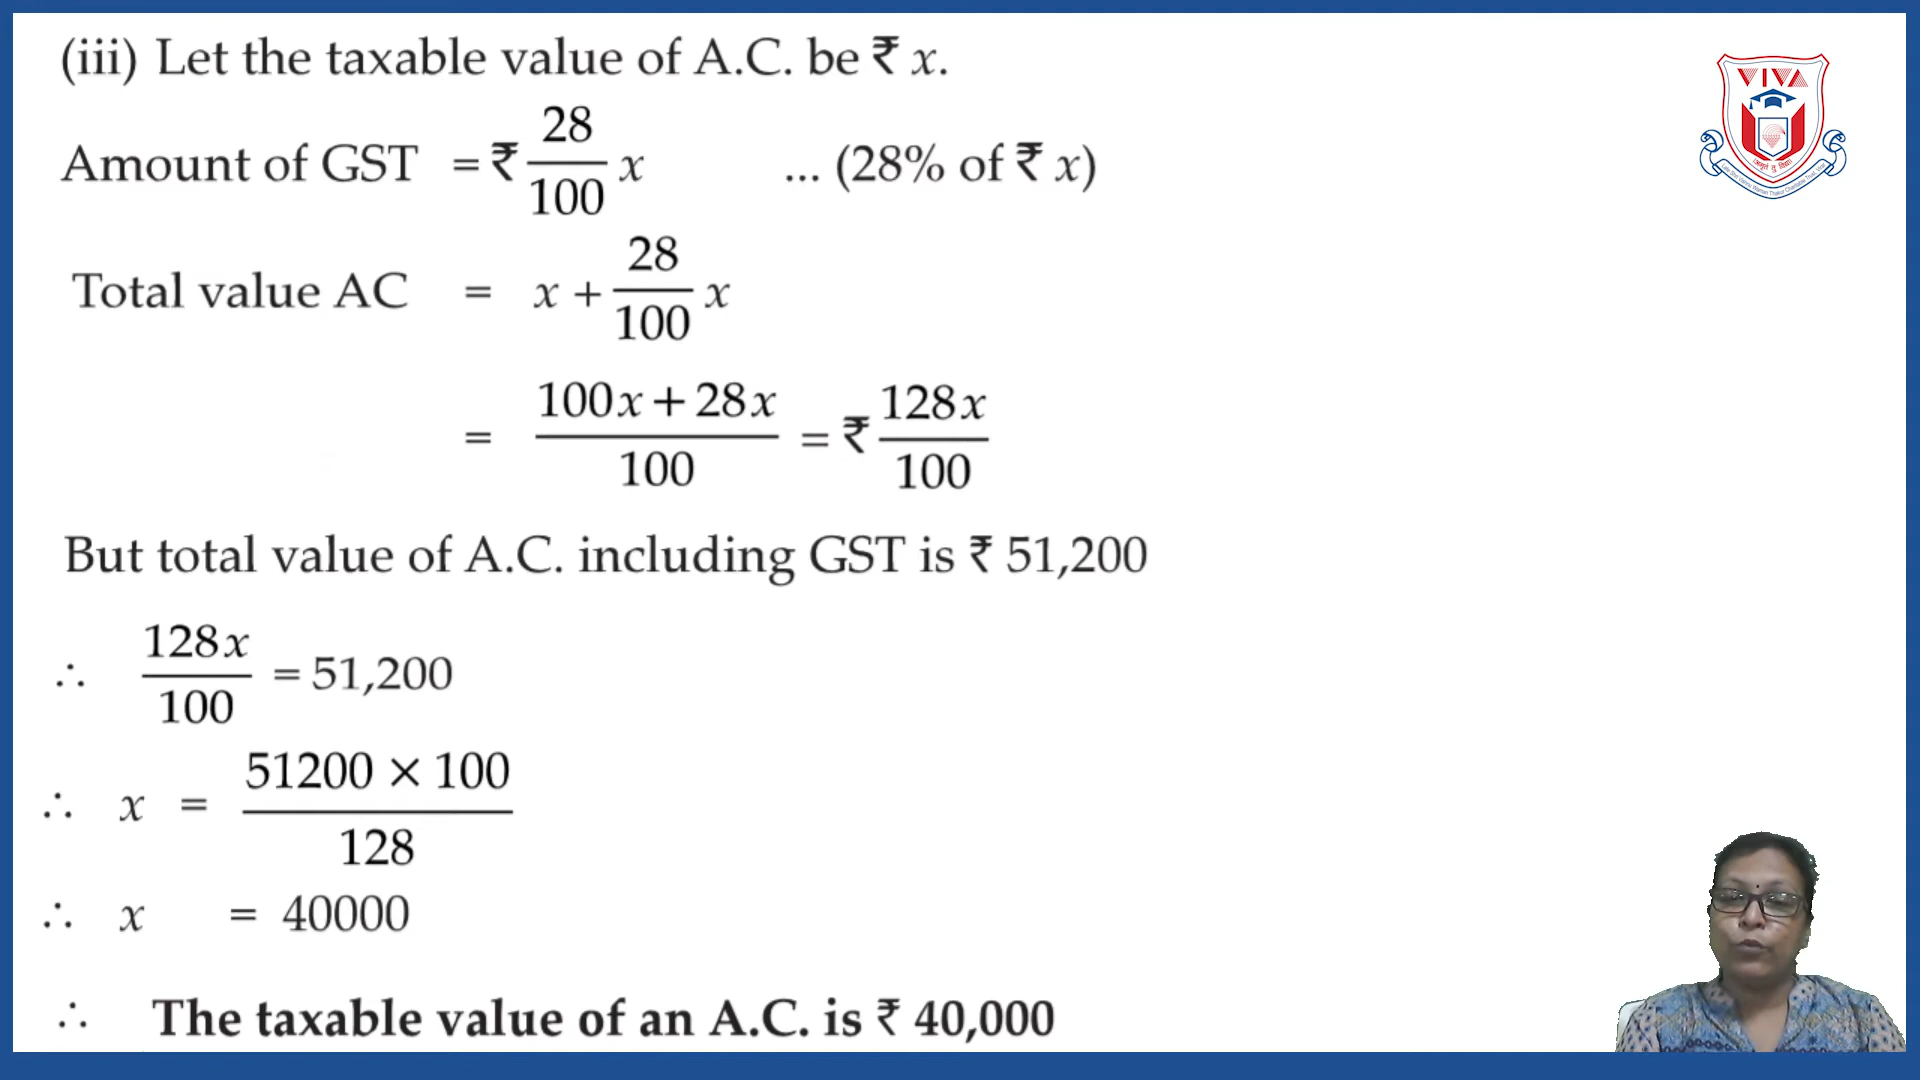 (iii) Let the taxable value of A.C. be ₹ x.
Amount of GST = ₹ 28/100 x ... (28% of ₹ x)
Total value AC = x + 28/100 x
= 100x + 28x / 100 = ₹ 128x / 100
But total value of A.C. including GST is ₹ 51,200
∴ 128x / 100 = 51,200
∴ x = 51200 × 100 / 128
∴ x = 40000
∴ The taxable value of an A.C. is ₹ 40,000
VIVA